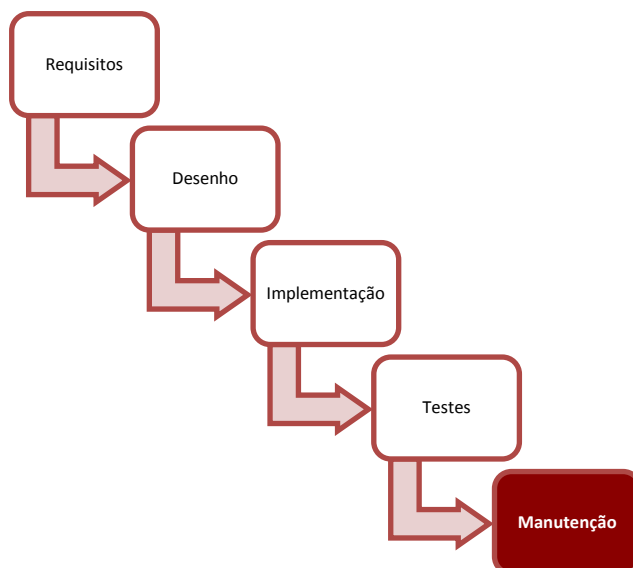 Requisitos
Desenho
Implementação
Testes
Manutenção